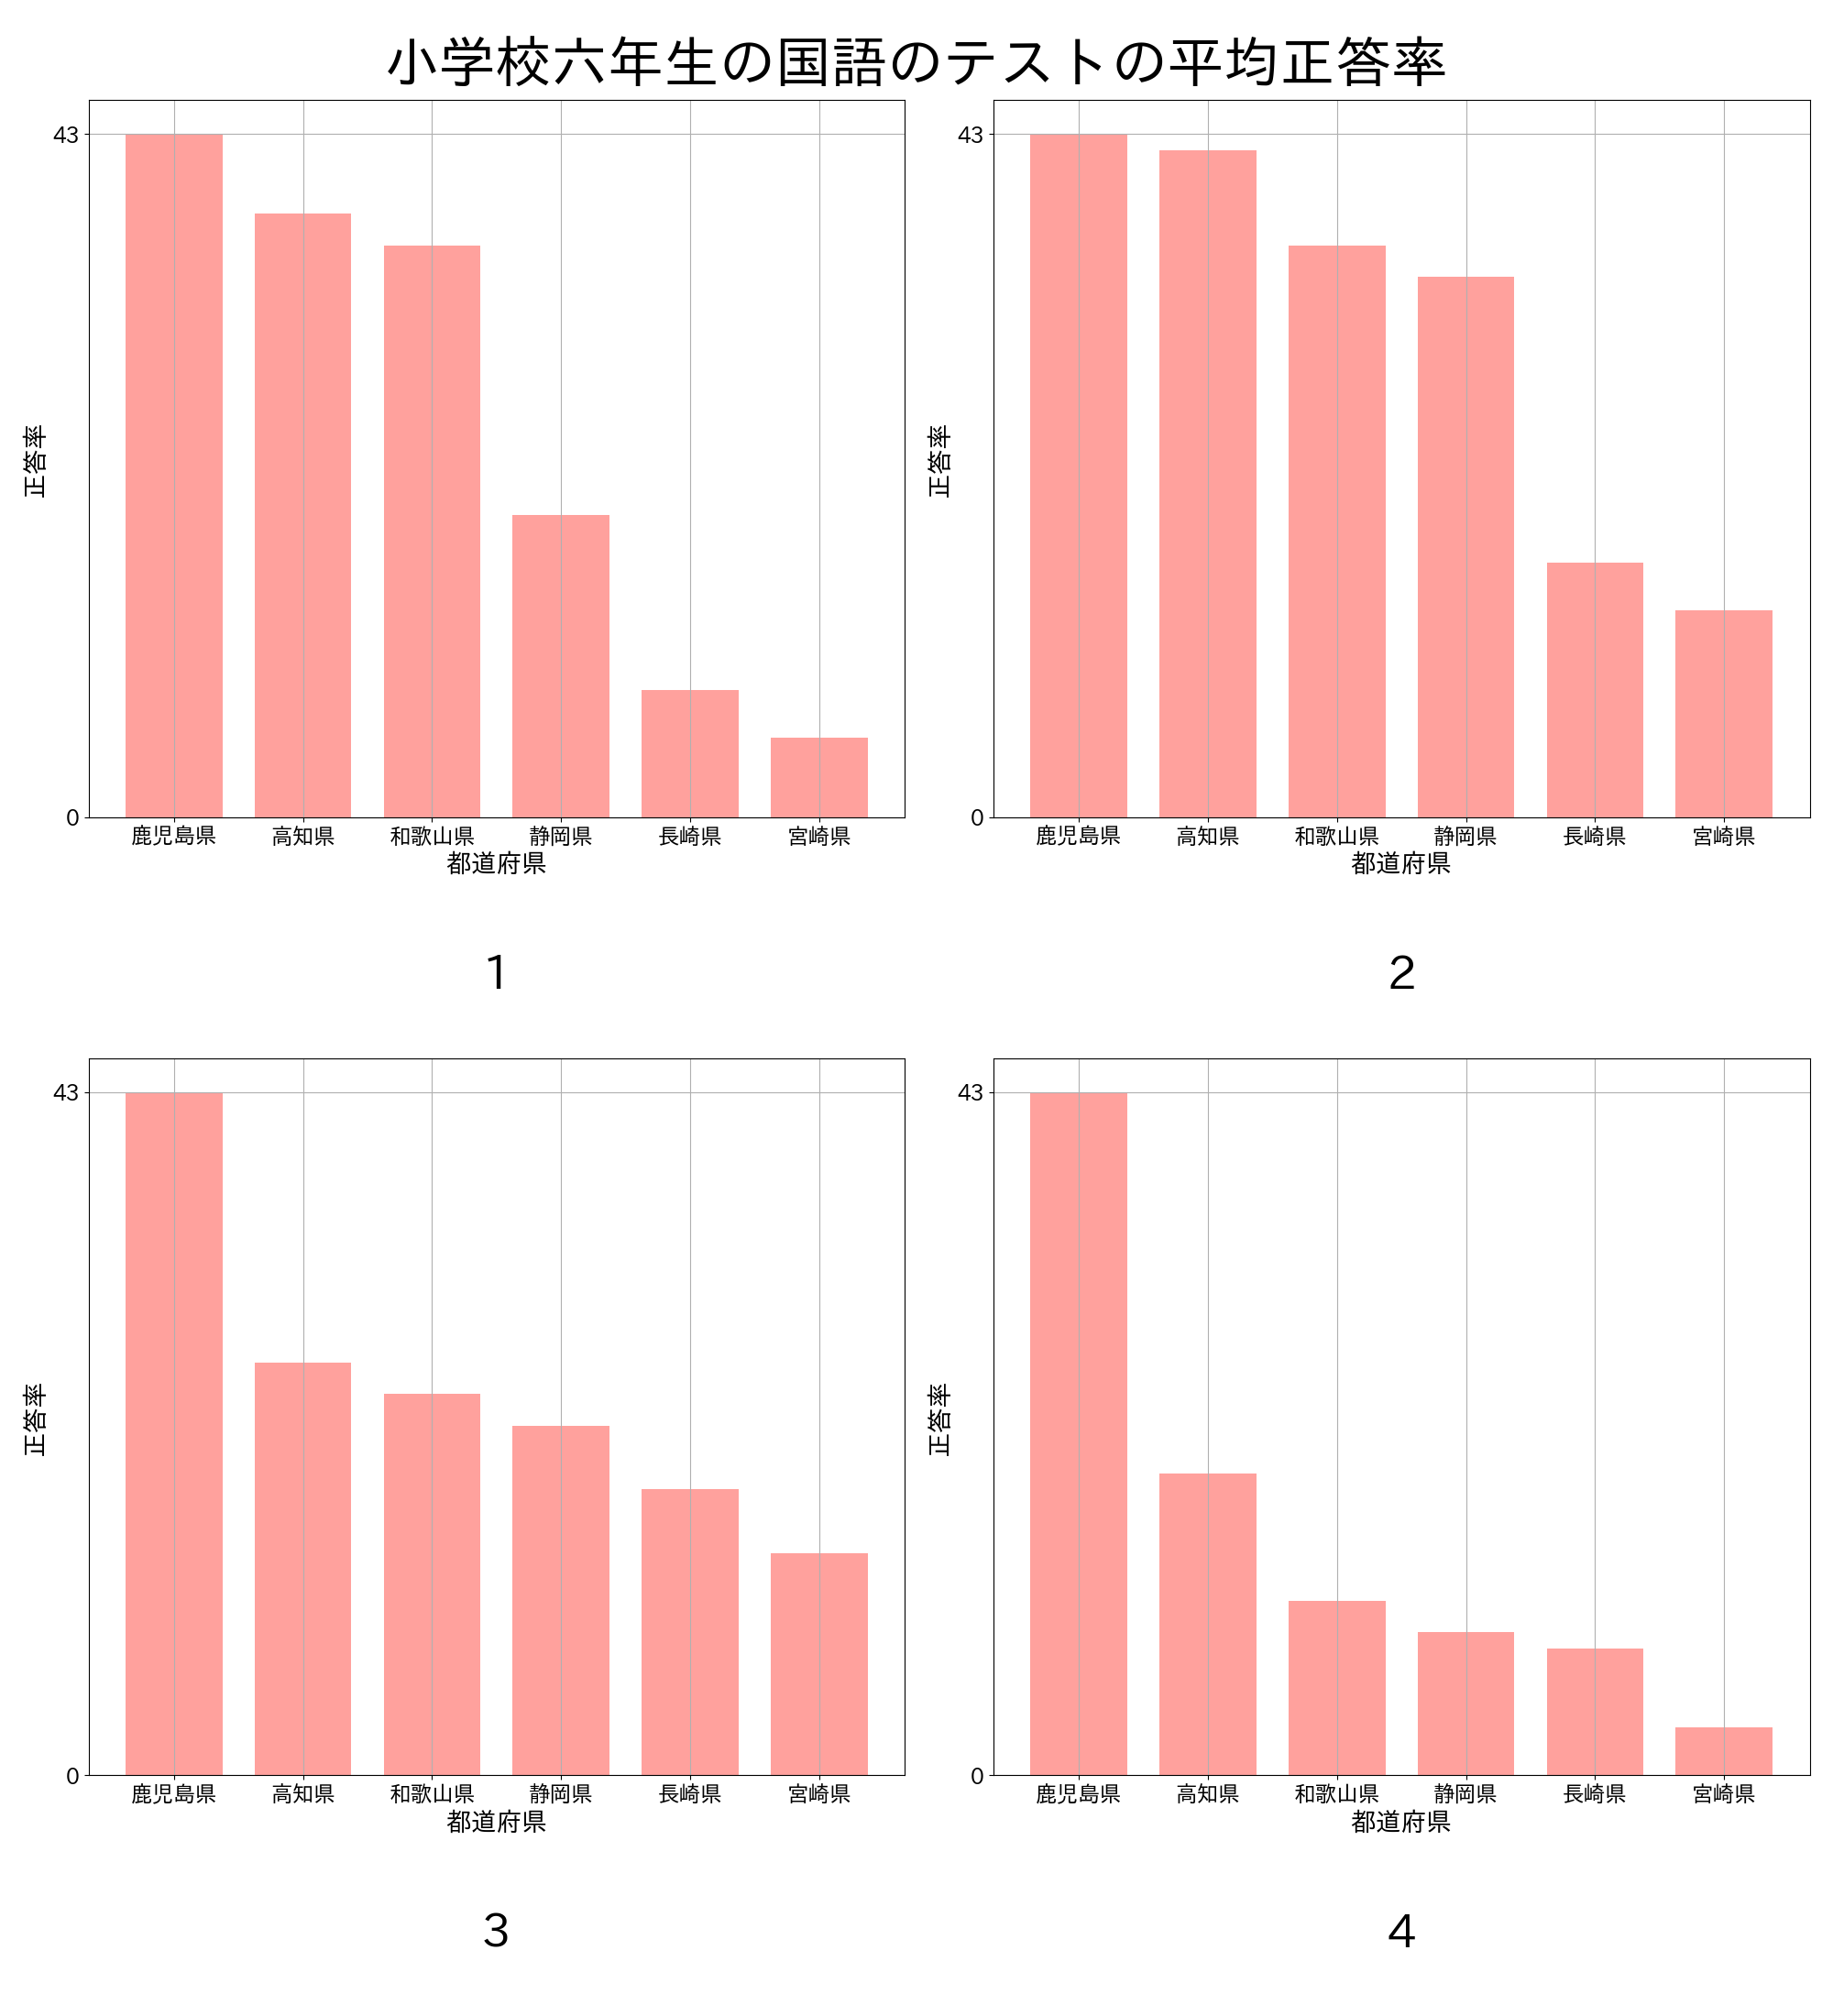 小学校六年生の国語のテストの平均正答率
43
正答率
0
鹿児島県 高知県 和歌山県 静岡県 長崎県 宮崎県
都道府県
1
43
正答率
0
鹿児島県 高知県 和歌山県 静岡県 長崎県 宮崎県
都道府県
2
43
正答率
0
鹿児島県 高知県 和歌山県 静岡県 長崎県 宮崎県
都道府県
3
43
正答率
0
鹿児島県 高知県 和歌山県 静岡県 長崎県 宮崎県
都道府県
4